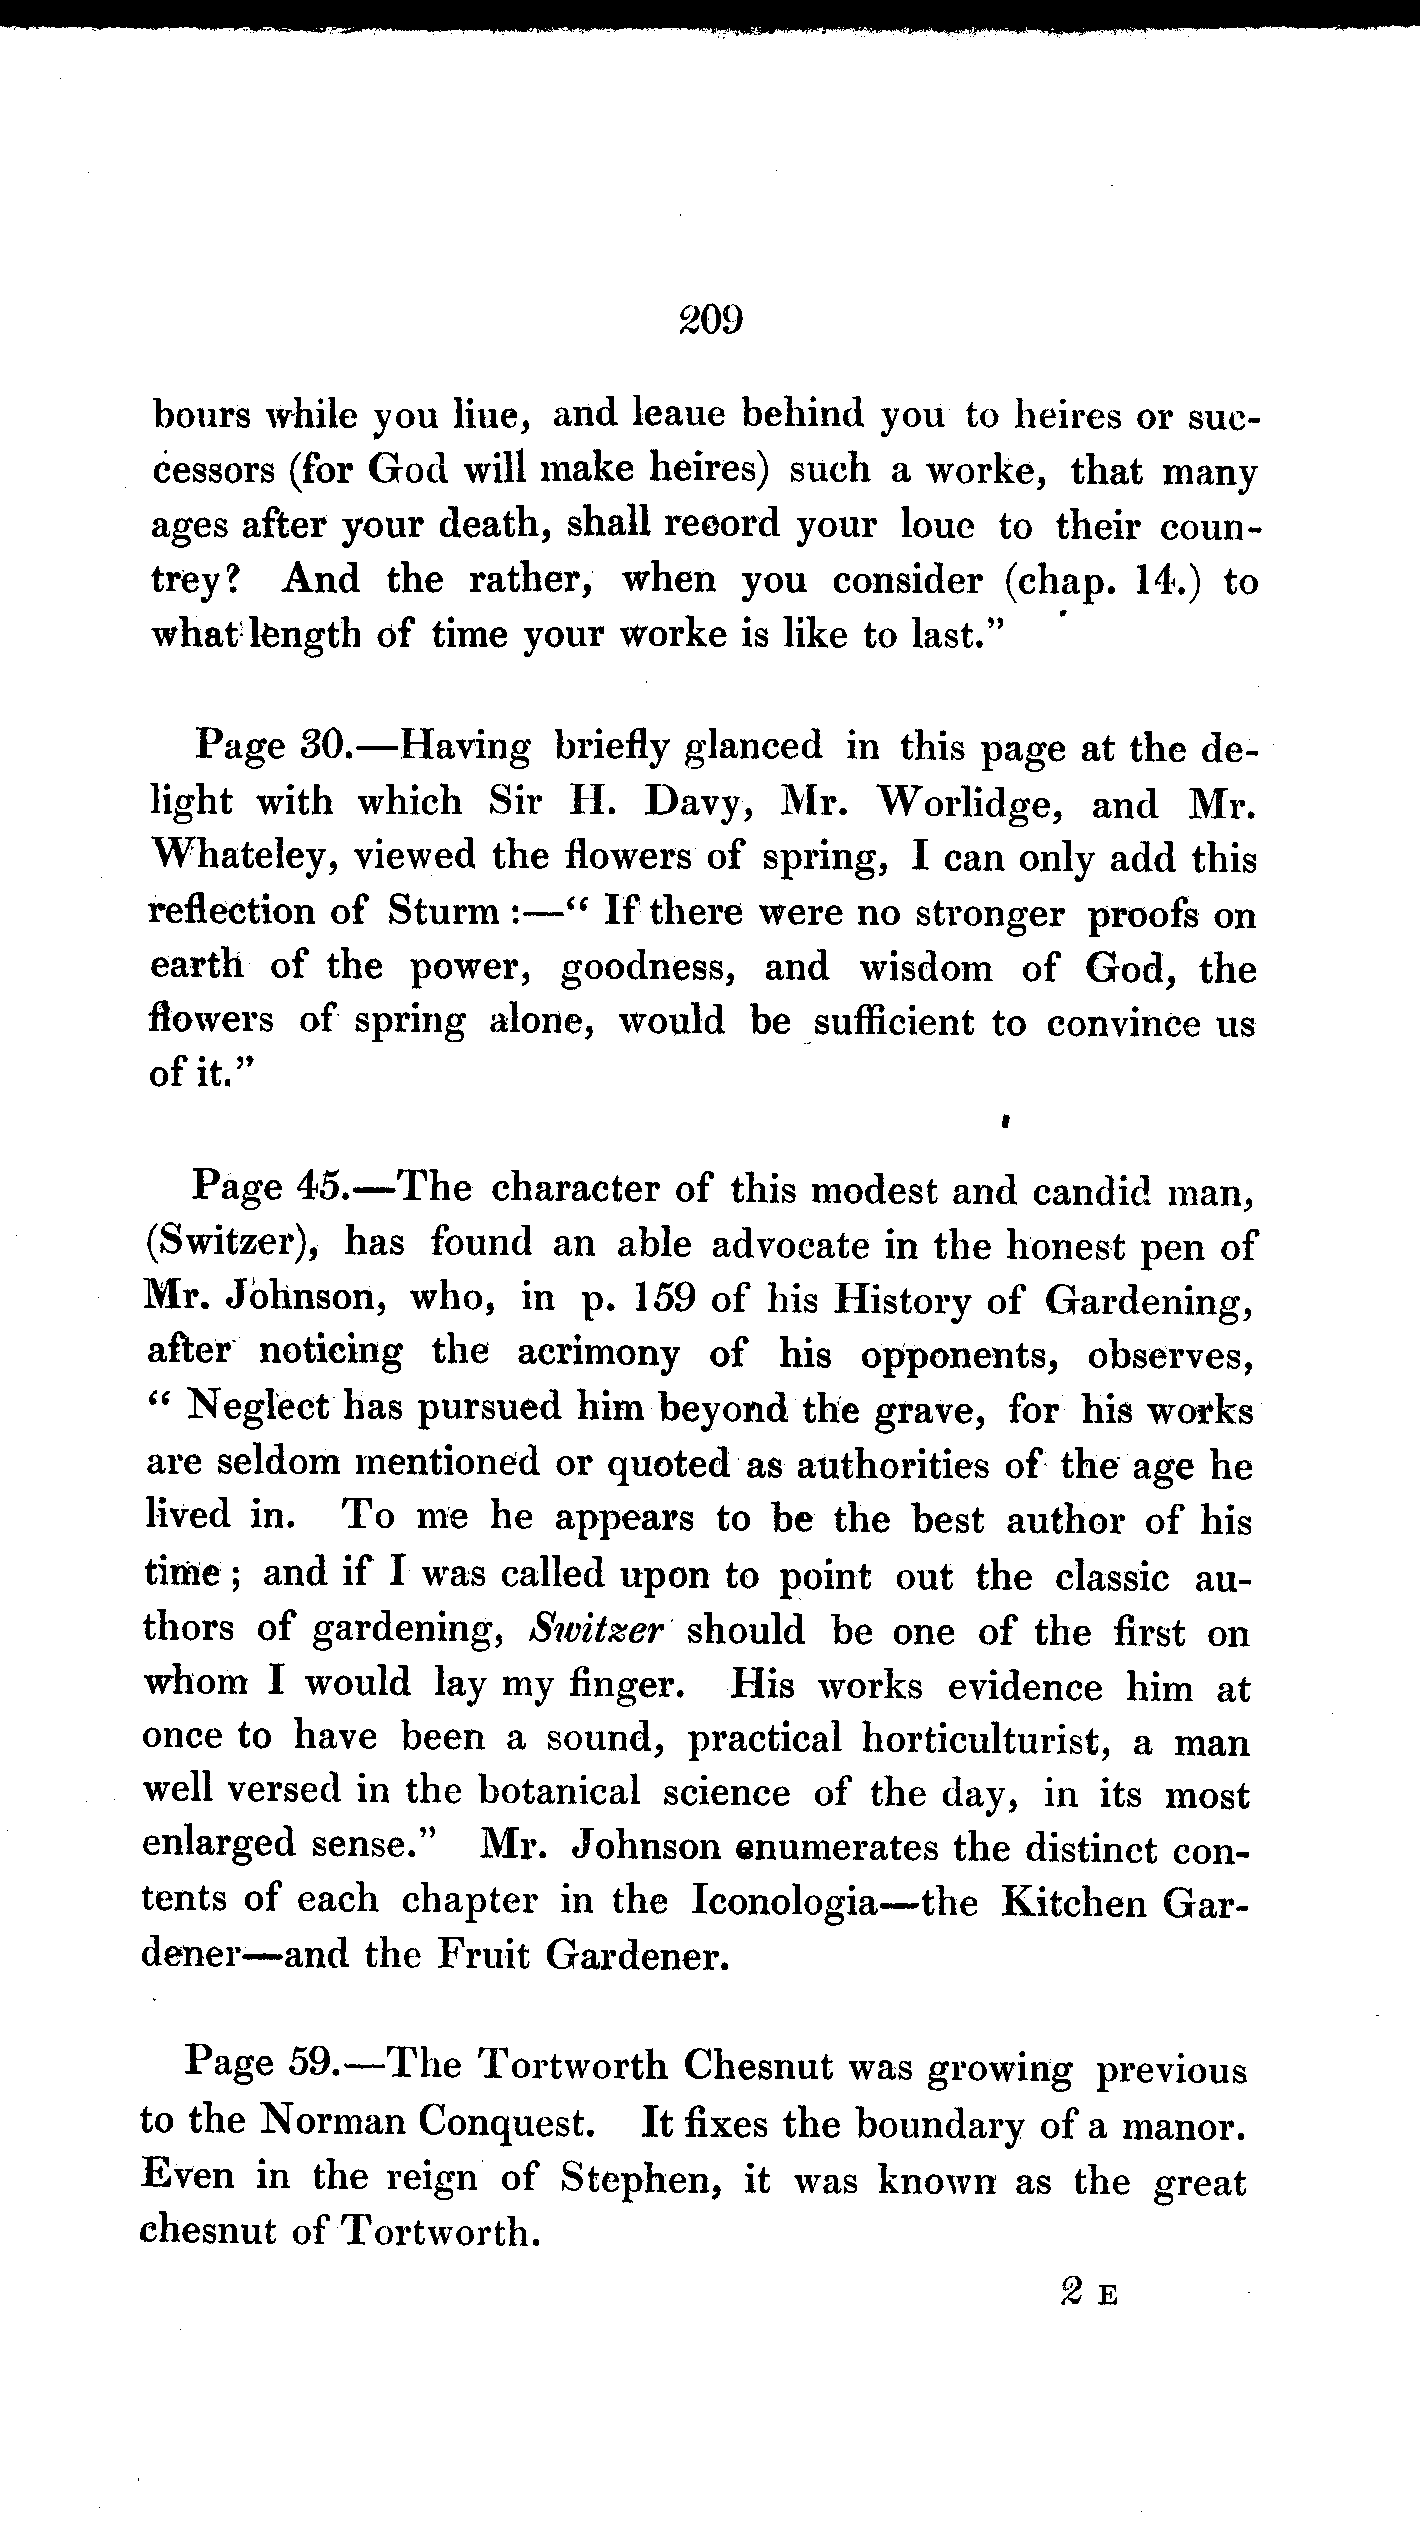 209
bours while you liue, and leaue behind you to heires or suc-
cessors (for God will make heires) such a worke, that many
ages after your death, shall record your loue to their coun-
trey? And the rather, when you consider (chap. 14.) to
what length of time your worke is like to last."
Page 30.—Having briefly glanced in this page at the de-
light with which Sir H. Davy, Mr. Worlidge, and Mr.
Whateley, viewed the flowers of spring, I can only add this
reflection of Sturm:—"If there were no stronger proofs on
earth of the power, goodness, and wisdom of God, the
flowers of spring alone, would be sufficient to convince us
of it."
Page 45.—The character of this modest and candid man,
(Switzer), has found an able advocate in the honest pen of
Mr. Johnson, who, in p. 159 of his History of Gardening,
after noticing the acrimony of his opponents, observes,
"Neglect has pursued him beyond the grave, for his works
are seldom mentioned or quoted as authorities of the age he
lived in. To me he appears to be the best author of his
time; and if I was called upon to point out the classic au-
thors of gardening, Switzer should be one of the first on
whom I would lay my finger. His works evidence him at
once to have been a sound, practical horticulturist, a man
well versed in the botanical science of the day, in its most
enlarged sense." Mr. Johnson enumerates the distinct con-
tents of each chapter in the Iconologia—the Kitchen Gar-
dener—and the Fruit Gardener.
Page 59.—The Tortworth Chesnut was growing previous
to the Norman Conquest. It fixes the boundary of a manor.
Even in the reign of Stephen, it was known as the great
chesnut of Tortworth.
2 E